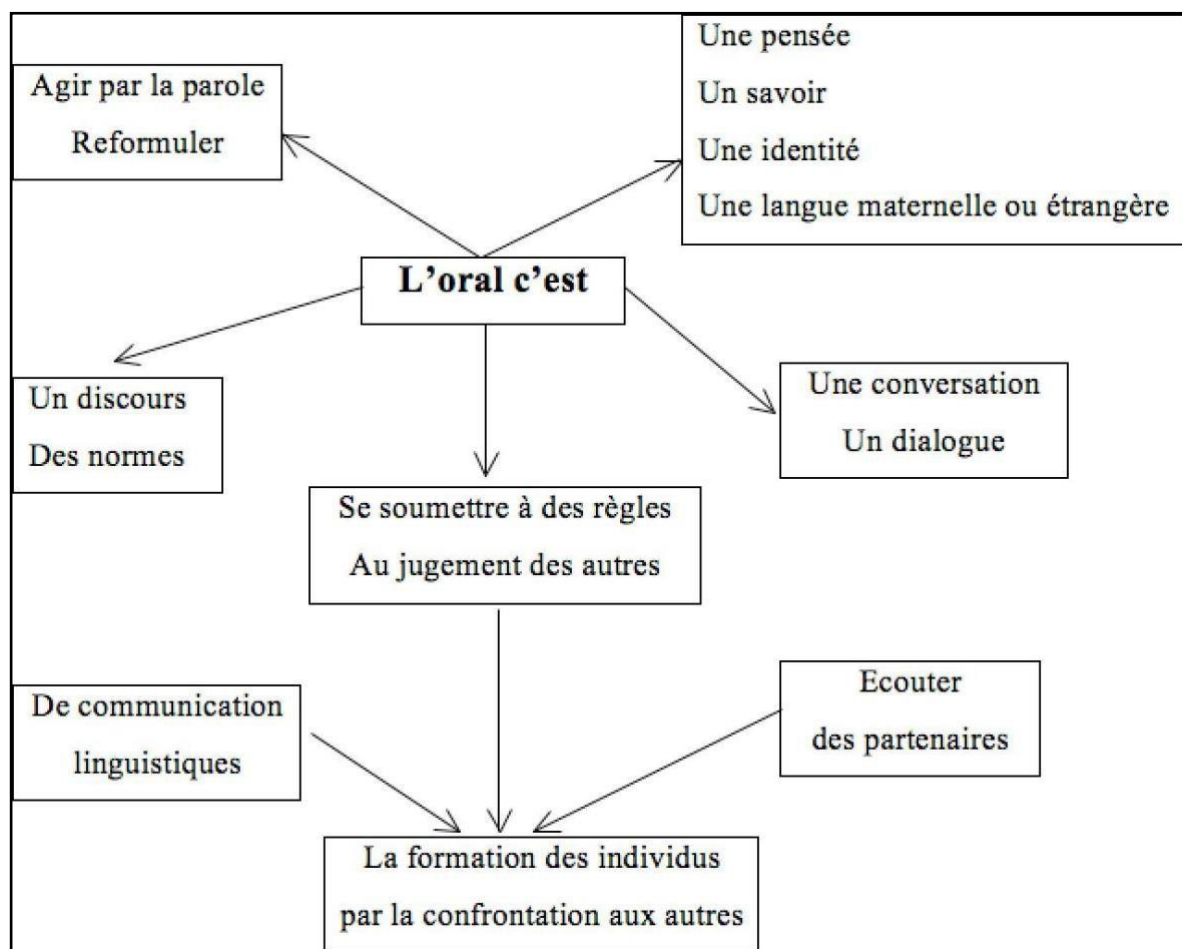 Agir par la parole
Reformuler
Une pensée
Un savoir
Une identité
Une langue maternelle ou étrangère
L’oral c’est
Un discours
Des normes
Une conversation
Un dialogue
Se soumettre à des règles
Au jugement des autres
De communication
linguistiques
Ecouter
des partenaires
La formation des individus
par la confrontation aux autres